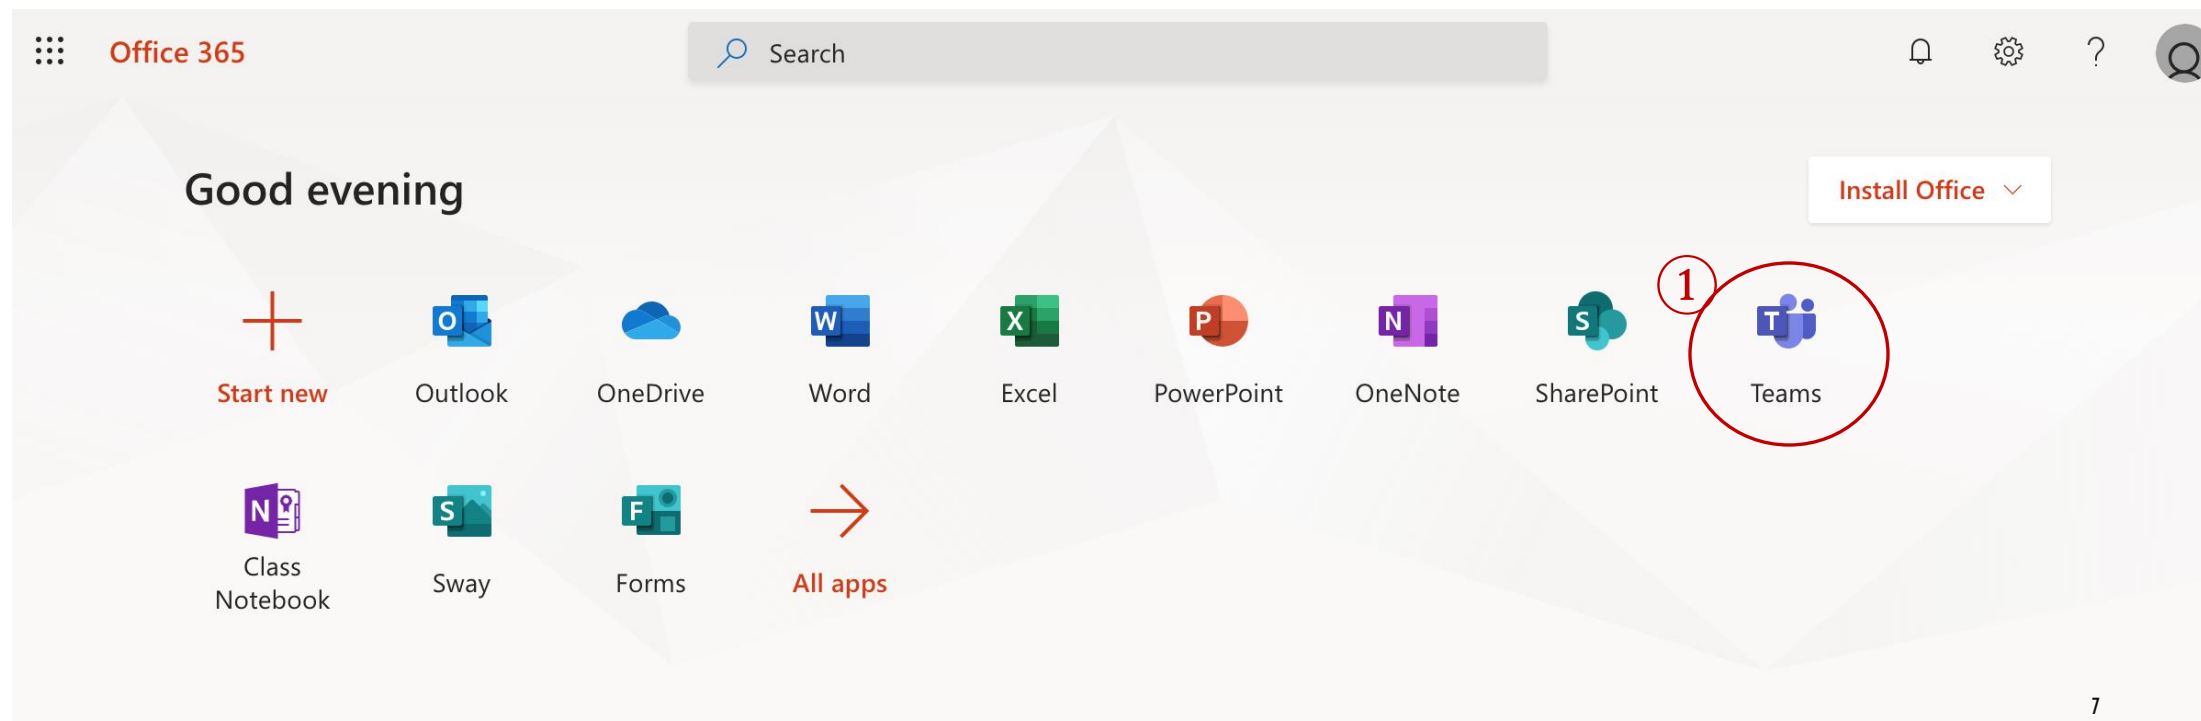 Office 365
Search
Good evening
Install Office
①
Start new
Outlook
OneDrive
Word
Excel
PowerPoint
OneNote
SharePoint
Teams
Class
Notebook
Sway
Forms
All apps
7